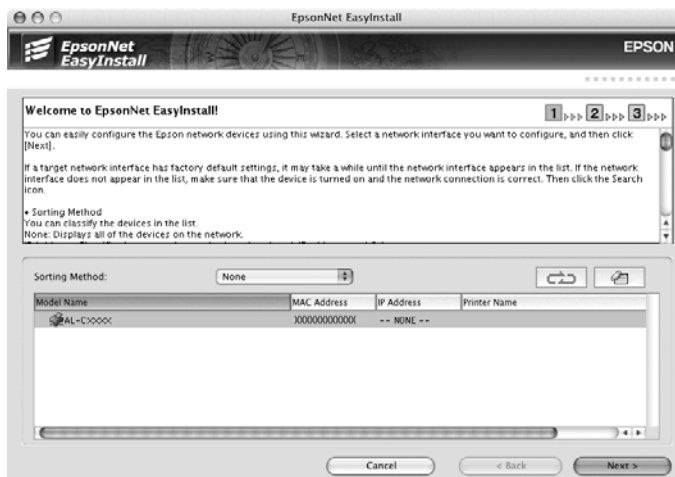 EpsonNet EasyInstall
EpsonNet
EasyInstall
EPSON
Welcome to EpsonNet EasyInstall!
1 2 3
You can easily configure the Epson network devices using this wizard. Select a network interface you want to configure, and then click
[Next].
If a target network interface has factory default settings, it may take a while until the network interface appears in the list. If the network
interface does not appear in the list, make sure that the device is turned on and the network connection is correct. Then click the Search
icon.
• Sorting Method
You can classify the devices in the list.
None: Displays all of the devices on the network.
Sorting Method: None
Model Name MAC Address IP Address Printer Name
AL-CXXXX XXXXXXXXXXXX -- NONE --
Cancel < Back Next >